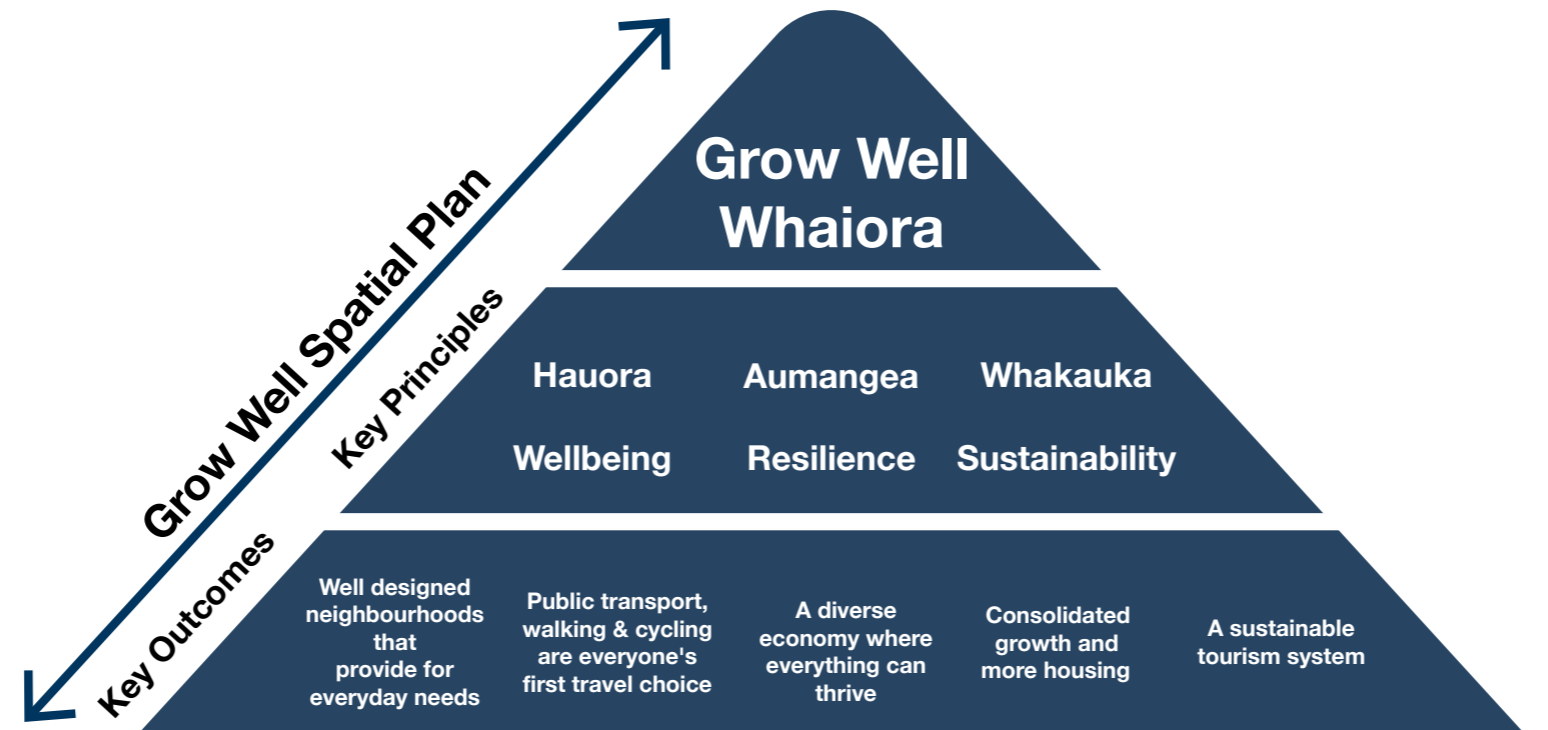 Grow Well Spatial Plan
Grow Well
Whaiora
Key Principles
Hauora
Aumangea
Whakauka
Wellbeing
Resilience
Sustainability
Key Outcomes
Well designed
neighbourhoods
that
provide for
everyday needs
Public transport,
walking & cycling
are everyone's
first travel choice
A diverse
economy where
everything can
thrive
Consolidated
growth and
more housing
A sustainable
tourism system